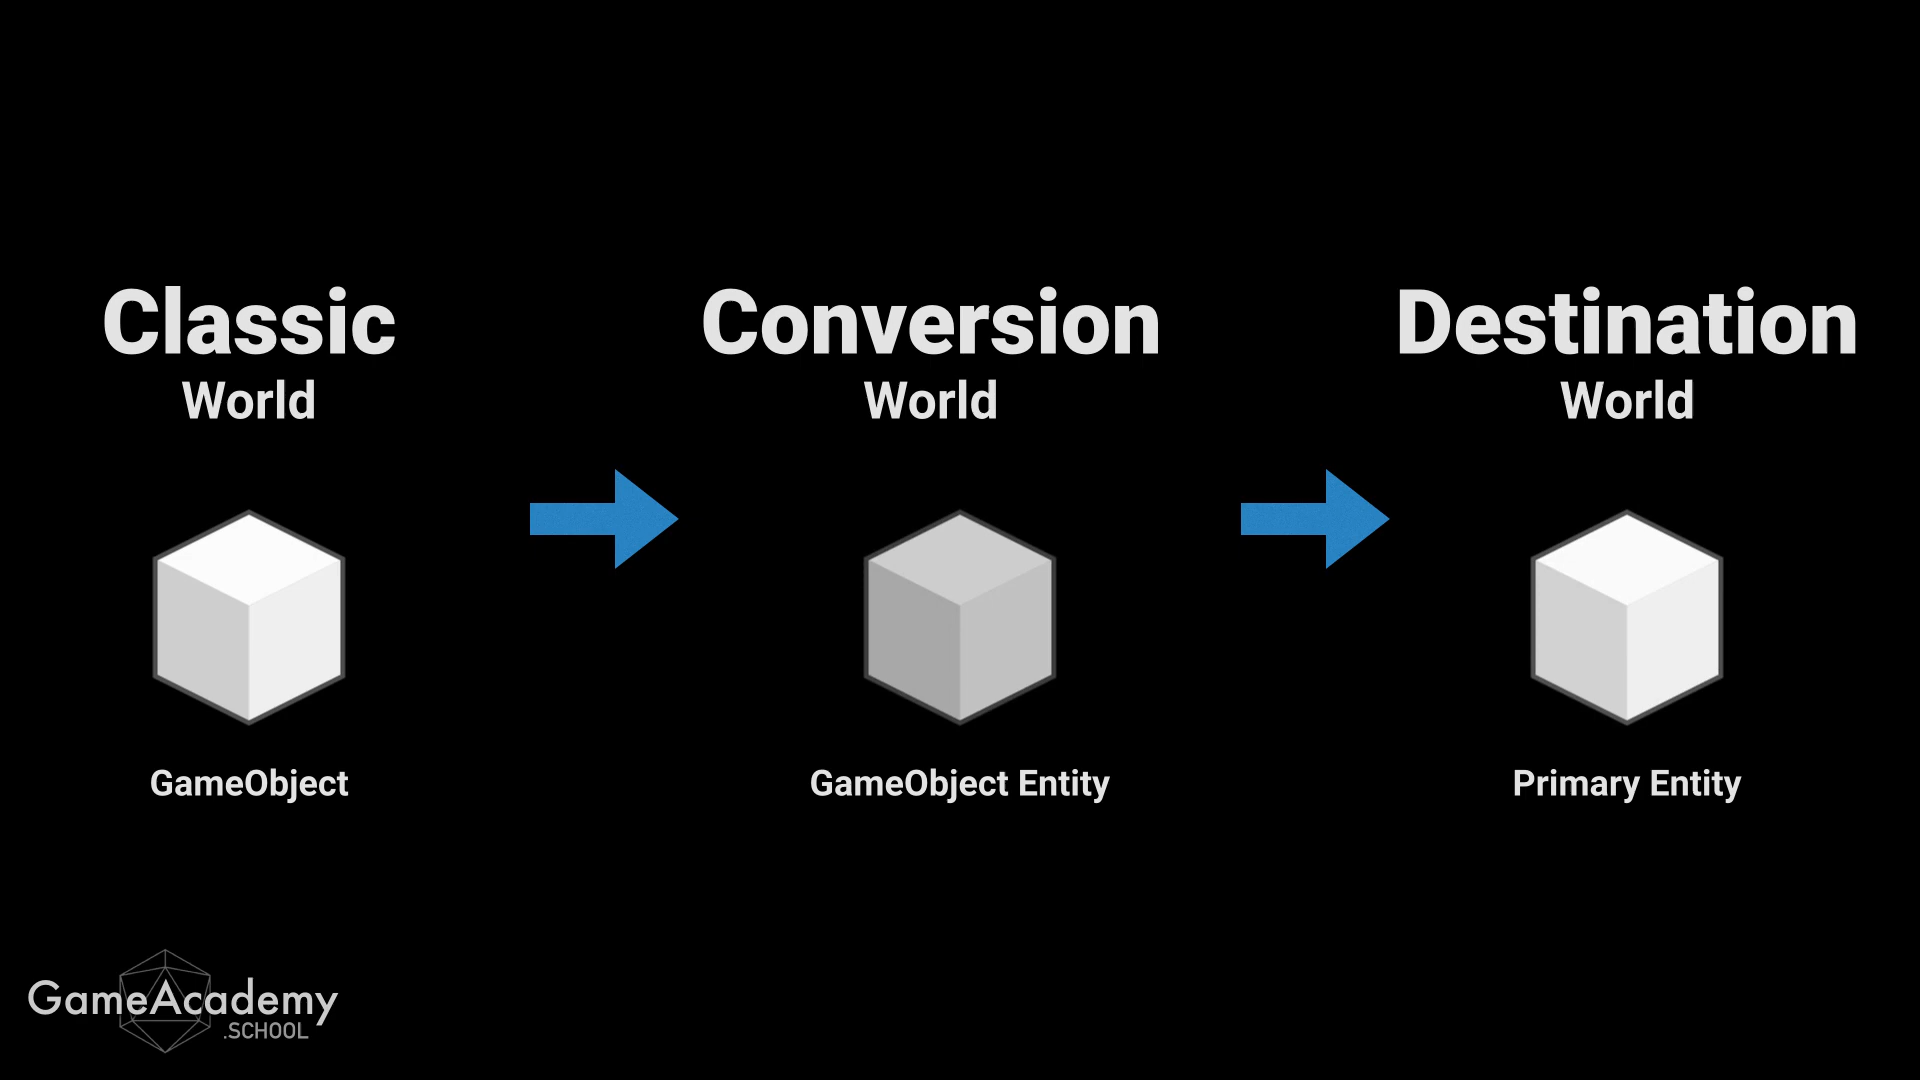 Classic
World
Conversion
World
Destination
World
GameObject
GameObject Entity
Primary Entity
GameAcademy
.SCHOOL